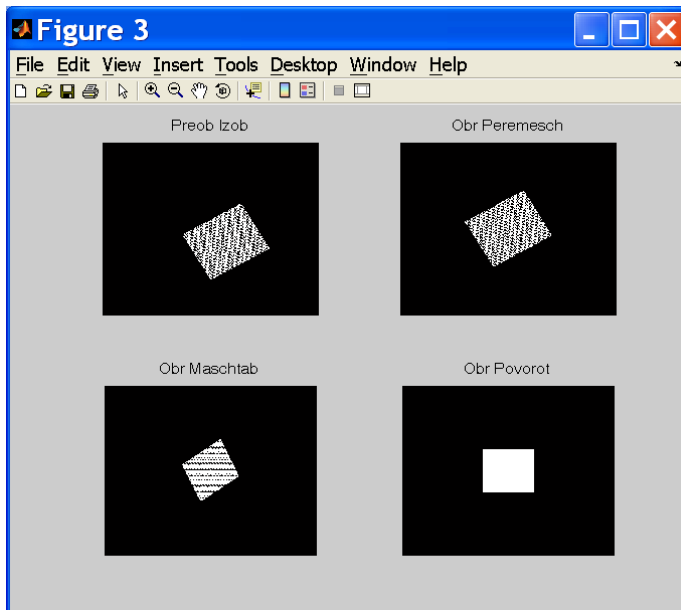 Figure 3
File Edit View Insert Tools Desktop Window Help
Preob Izob
Obr Peremesch
Obr Maschtab
Obr Povorot